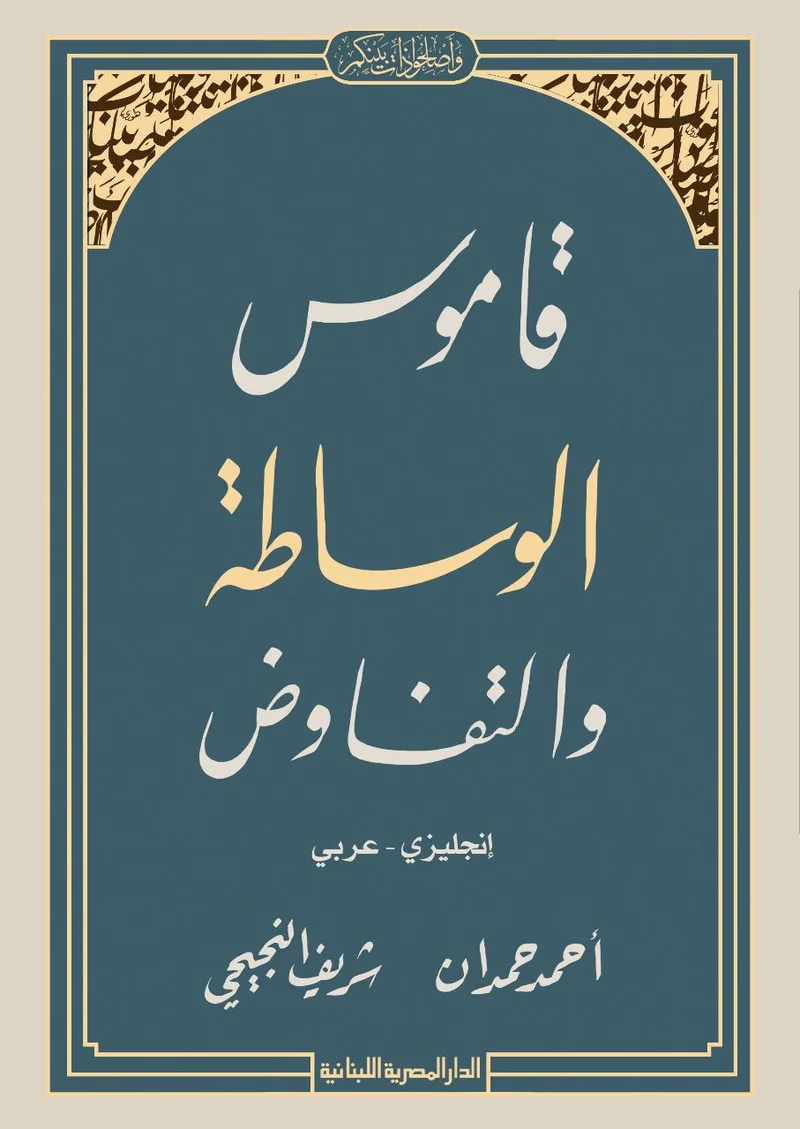 وأصلحوا ذات بينكم
قاموس
الوساطة
والتفاوض
إنجليزي - عربي
أحمد حمدان شريف النجيحي
الدار المصرية اللبنانية